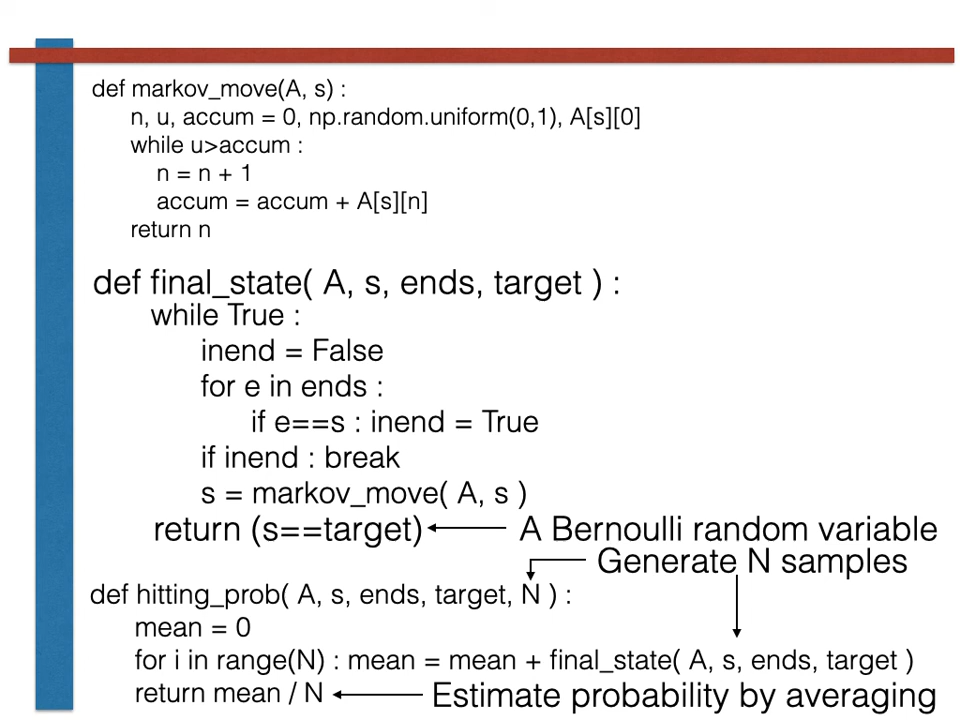 def markov_move(A, s) :
n, u, accum = 0, np.random.uniform(0,1), A[s][0]
while u>accum :
n = n + 1
accum = accum + A[s][n]
return n
def final_state( A, s, ends, target ) :
while True :
inend = False
for e in ends :
if e==s : inend = True
if inend : break
s = markov_move( A, s )
return (s==target)
A Bernoulli random variable
Generate N samples
def hitting_prob( A, s, ends, target, N ) :
mean = 0
for i in range(N) : mean = mean + final_state( A, s, ends, target )
return mean / N
Estimate probability by averaging